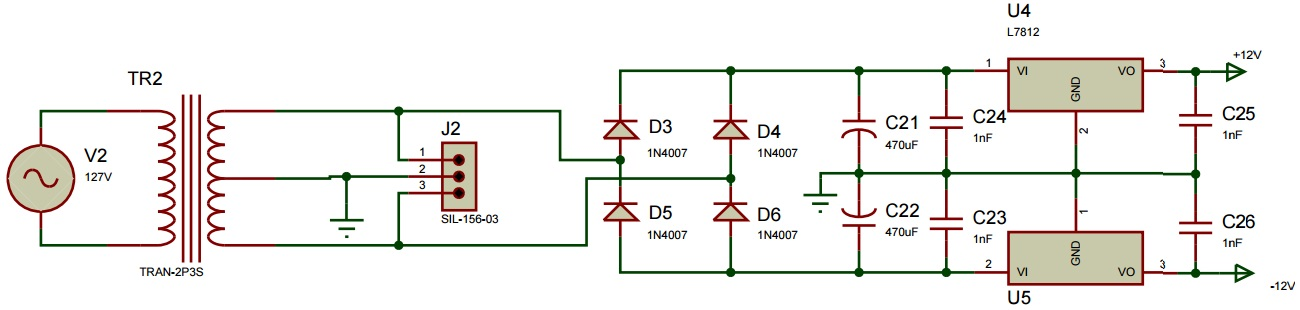 TR2
V2
127V
TRAN-2P3S
J2
1
2
3
SIL-156-03
D3
1N4007
D4
1N4007
D5
1N4007
D6
1N4007
C21
470uF
C24
1nF
C22
470uF
C23
1nF
U4
L7812
1
VI
VO
3
GND
2
+12V
C25
1nF
1
GND
2
VI
VO
3
U5
C26
1nF
-12V